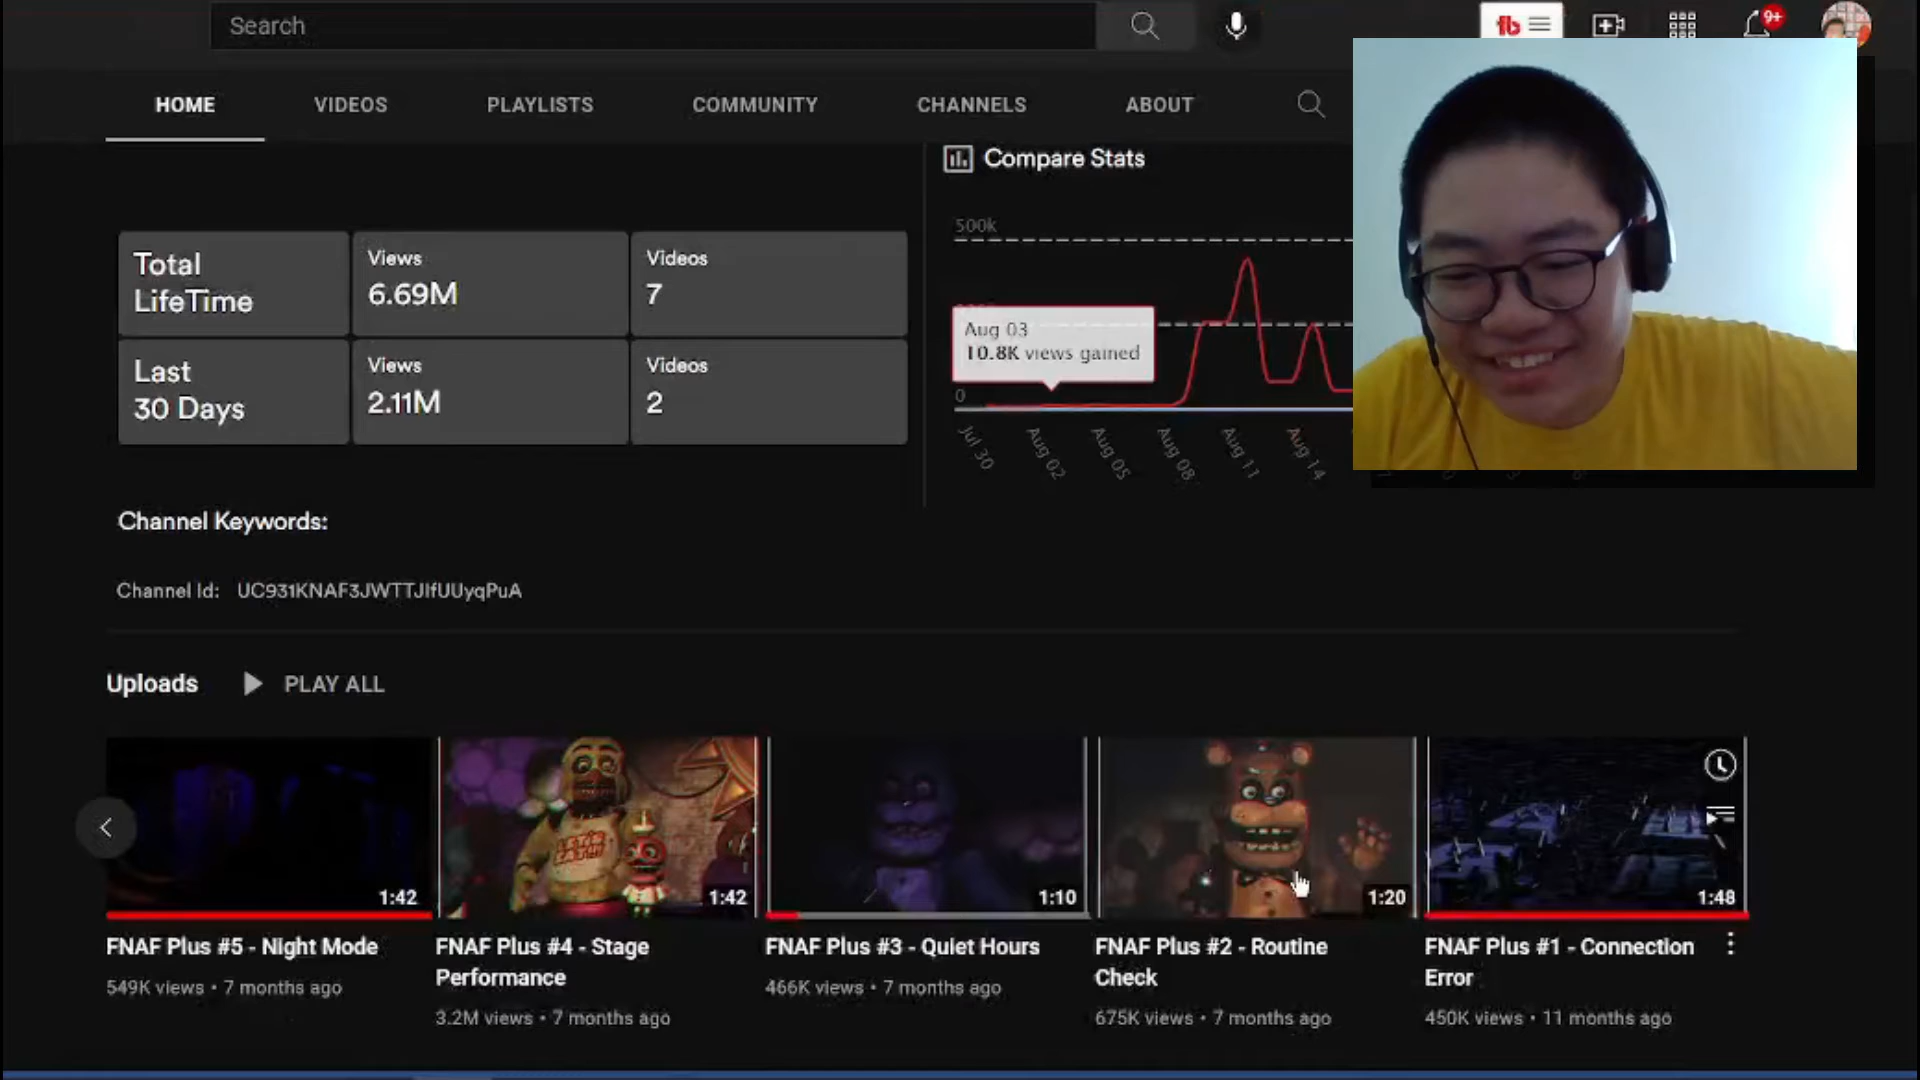 Search
9+
HOME
VIDEOS
PLAYLISTS
COMMUNITY
CHANNELS
ABOUT
Compare Stats
500k
Total
LifeTime
Views
6.69M
Videos
7
Last
30 Days
Views
2.11M
Videos
2
Aug 03
10.8K views gained
0
Jul 30
Aug 02
Aug 05
Aug 08
Aug 11
Aug 14
Channel Keywords:
Channel Id: UC931KNAF3JWTTJIfUUyqPuA
Uploads
PLAY ALL
LET'S
EAT!!!
1:42
1:42
1:10
1:20
1:48
FNAF Plus #5 - Night Mode
549K views • 7 months ago
FNAF Plus #4 - Stage
Performance
3.2M views • 7 months ago
FNAF Plus #3 - Quiet Hours
466K views • 7 months ago
FNAF Plus #2 - Routine
Check
675K views • 7 months ago
FNAF Plus #1 - Connection
Error
450K views • 11 months ago